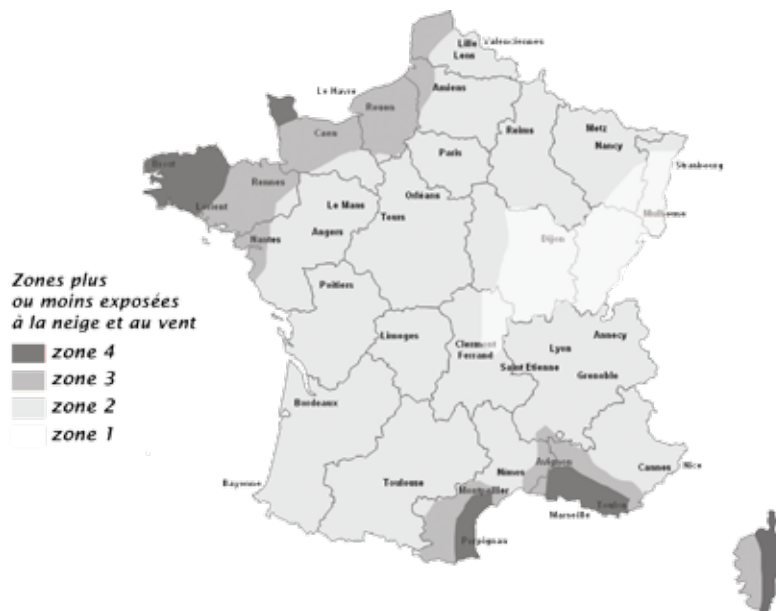 Lille
Valenciennes
Lens
Le Havre
Amiens
Rouen
Caen
Reims
Metz
Nancy
Paris
Strasbourg
Brest
Rennes
Lorient
Le Mans
Orléans
Mulhouse
Nantes
Angers
Tours
Dijon
Zones plus
ou moins exposées
à la neige et au vent
zone 4
zone 3
zone 2
zone 1
Poitiers
Limoges
Clermont
Ferrand
Lyon
Annecy
Saint Etienne
Grenoble
Bordeaux
Bayonne
Toulouse
Nimes
Avignon
Cannes
Nice
Montpellier
Marseille
Toulon
Perpignan